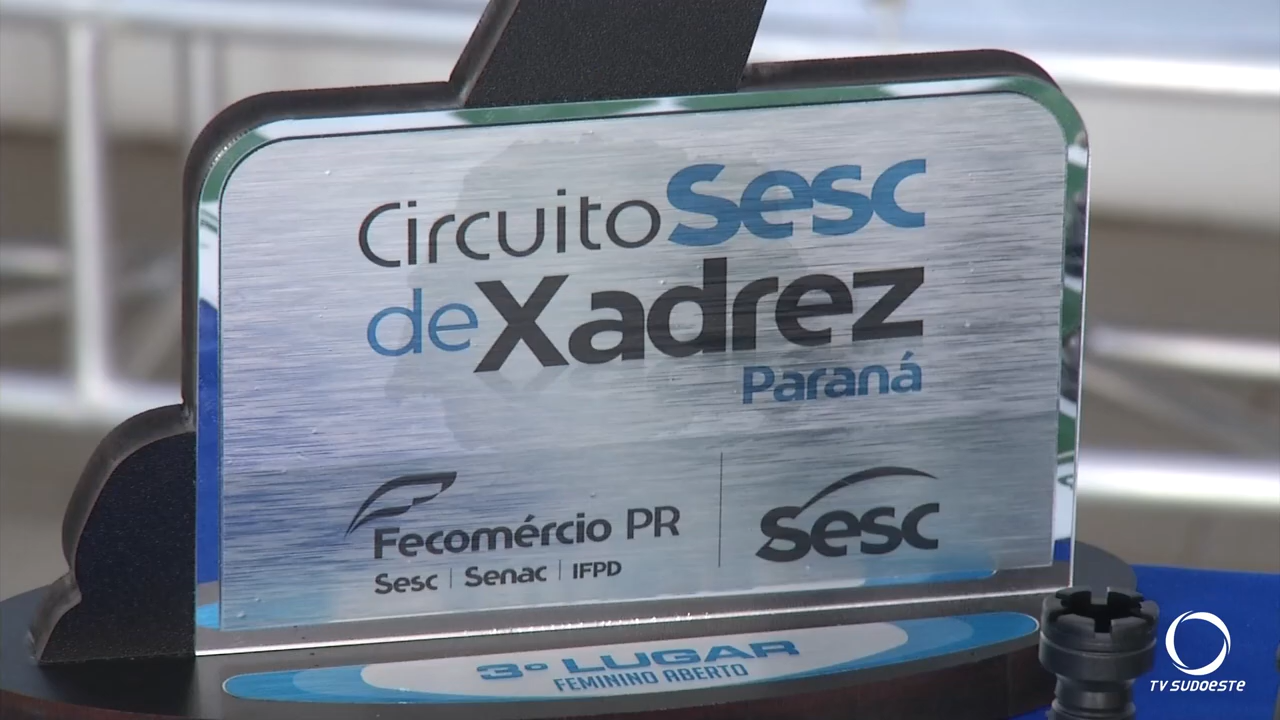 Circuito Sesc
de Xadrez
Paraná
Fecomércio PR
Sesc | Senac | IFPD
sesc
3º LUGAR
FEMININO ABERTO
TV SUDOESTE